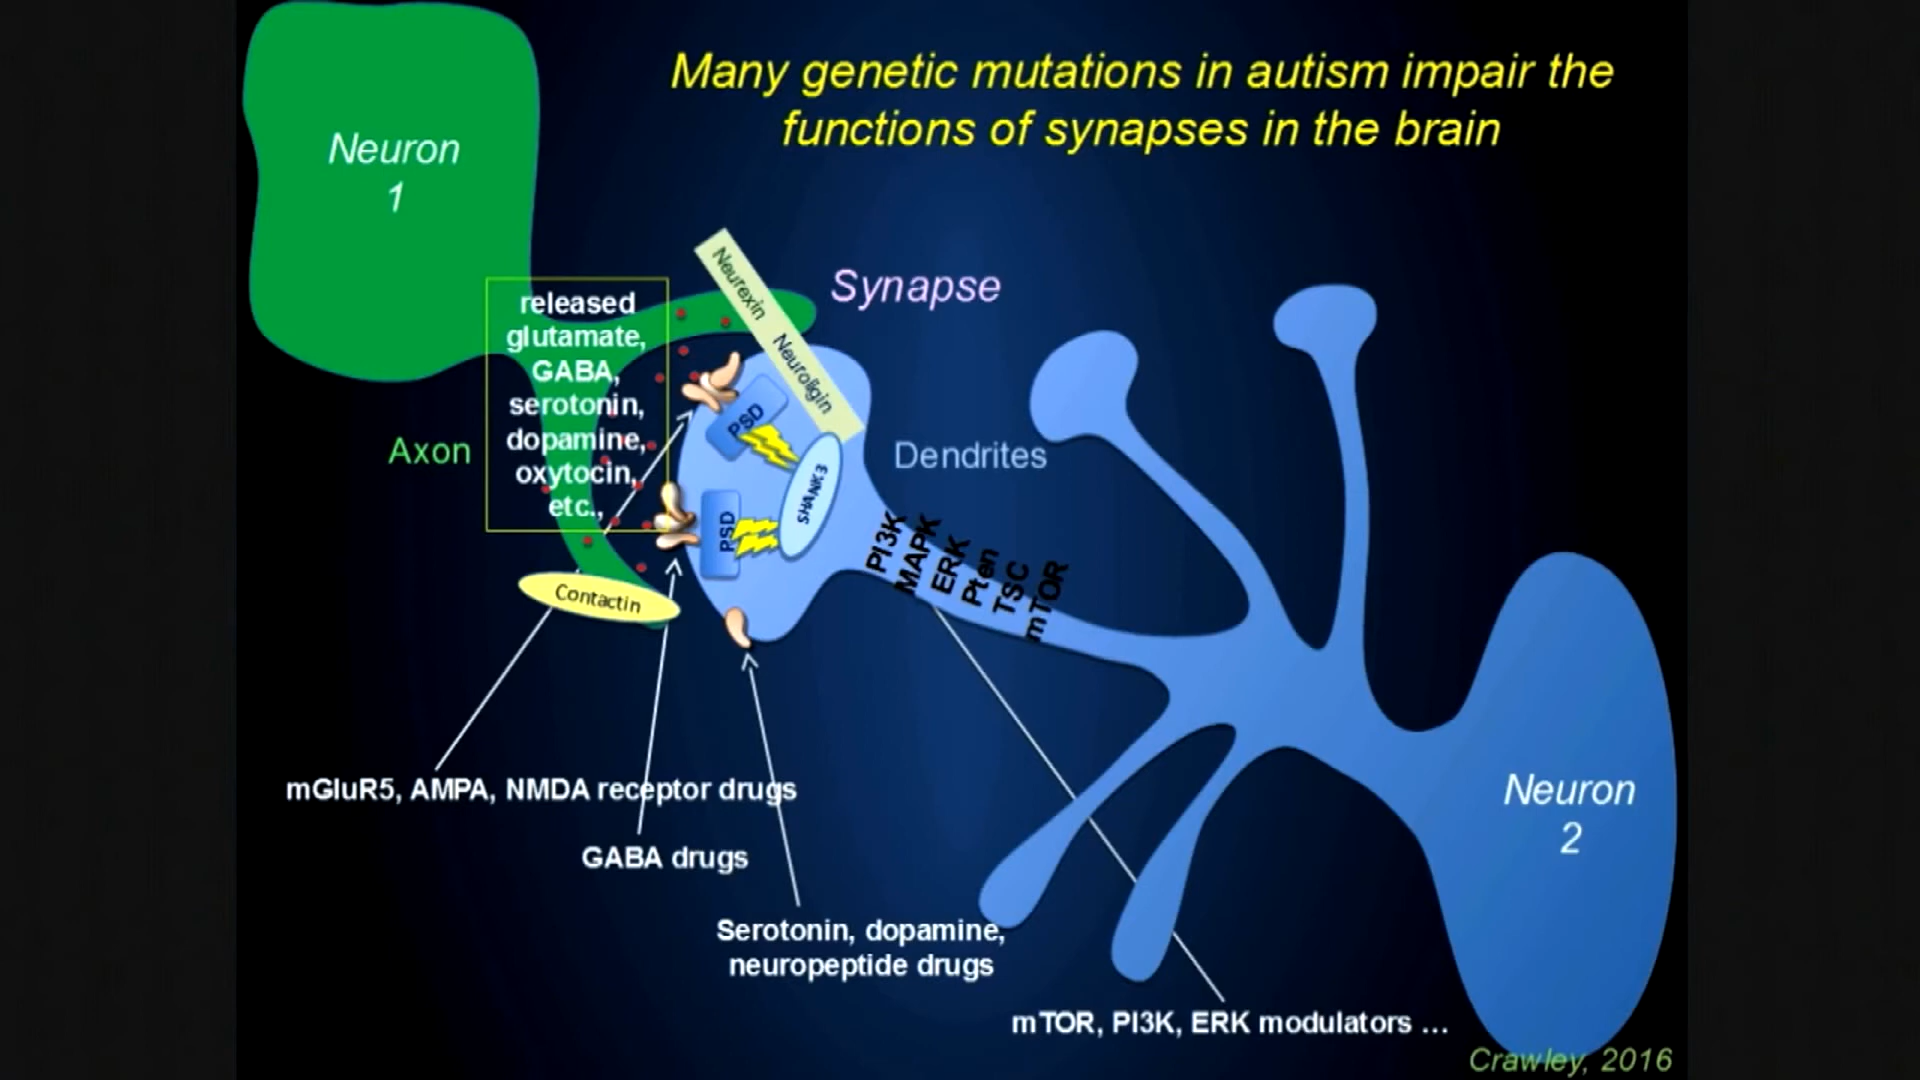 Many genetic mutations in autism impair the
functions of synapses in the brain
Neuron
1
Neurexin
Neuroligin
Synapse
released
glutamate,
GABA,
serotonin,
dopamine,
oxytocin,
etc.,
Axon
PSD
PSD
SHANK3
Dendrites
PI3K
MAPK
ERK
Pten
TSC
mTOR
Contactin
mGluR5, AMPA, NMDA receptor drugs
GABA drugs
Serotonin, dopamine,
neuropeptide drugs
mTOR, PI3K, ERK modulators ...
Neuron
2
Crawley, 2016